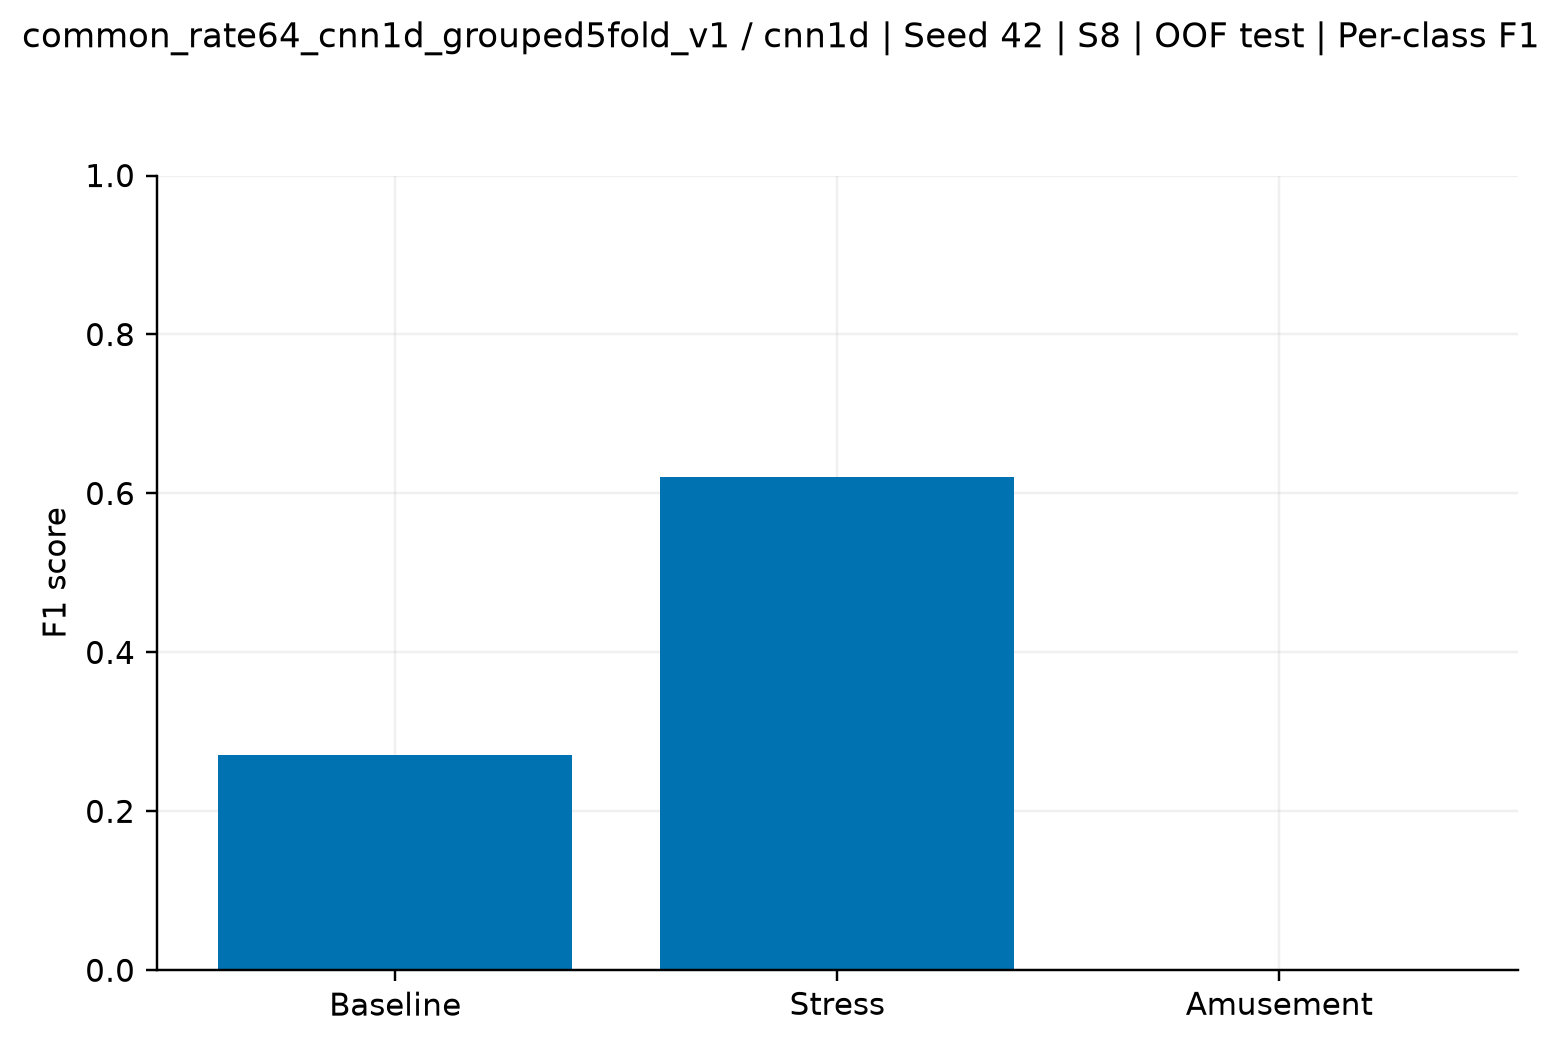 common_rate64_cnn1d_grouped5fold_v1 / cnn1d | Seed 42 | S8 | OOF test | Per-class F1
1.0
0.8
0.6
0.4
0.2
0.0
F1 score
Baseline
Stress
Amusement